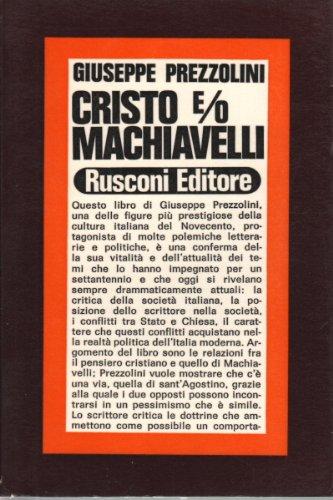 GIUSEPPE PREZZOLINI
CRISTO E/O
MACHIAVELLI
Rusconi Editore
Questo libro di Giuseppe Prezzolini,
una delle figure più prestigiose della
cultura italiana del Novecento, pro-
tagonista di molte polemiche lettera-
rie e politiche, è una conferma del-
la sua vitalità e dell'attualità dei te-
mi che lo hanno impegnato per un
settantennio e che oggi si rivelano
sempre drammaticamente attuali: la
critica della società italiana, la po-
sizione dello scrittore nella società,
i conflitti tra Stato e Chiesa, il carat-
tere che questi conflitti acquistano nel-
la realtà politica dell'Italia moderna. Ar-
gomento del libro sono le relazioni fra
il pensiero cristiano e quello di Machia-
velli; Prezzolini vuole mostrare che c'è
una via, quella di sant'Agostino, grazie
alla quale i due opposti possono incon-
trarsi in un pessimismo che è simile.
Lo scrittore critica le dottrine che am-
mettono come possibile un comporta-